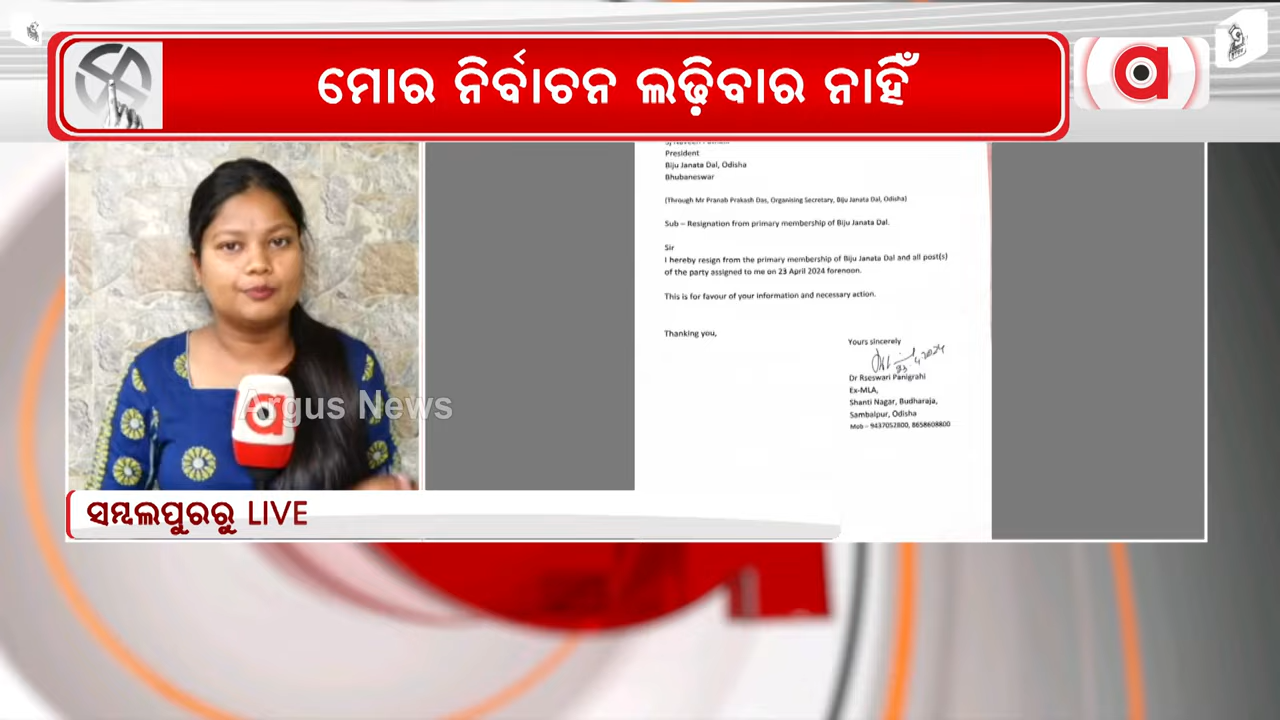 ମୋର ନିର୍ବାଚନ ଲଢ଼ିବାର ନାହିଁ
President
Biju Janata Dal, Odisha
Bhubaneswar
(Through Mr Pranab Prakash Das, Organising Secretary, Biju Janata Dal, Odisha)
Sub – Resignation from primary membership of Biju Janata Dal.
Sir
I hereby resign from the primary membership of Biju Janata Dal and all post(s)
of the party assigned to me on 23 April 2024 forenoon.
This is for favour of your information and necessary action.
Thanking you,
Yours sincerely
Dr Rseswari Panigrahi
Ex-MLA,
Shanti Nagar, Budharaja,
Sambalpur, Odisha
Mob – 9437052800, 8658608800
Argus News
ସମ୍ବଲପୁରରୁ LIVE